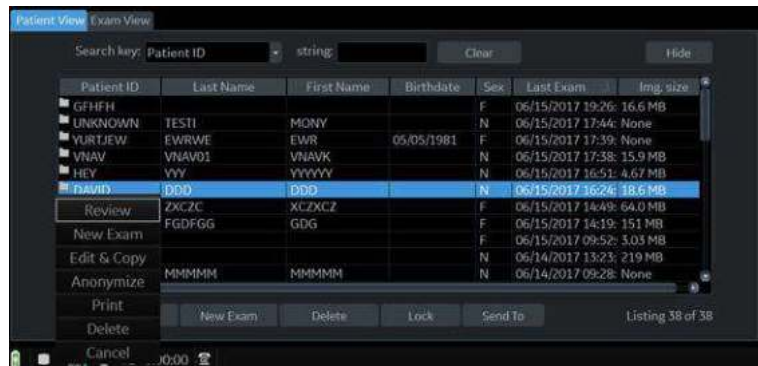 Patient View Exam View
Search key: Patient ID string: Clear Hide
Patient ID Last Name First Name Birthdate Sex Last Exam Img. size
GFHFH F 06/15/2017 19:26: 16.6 MB
UNKNOWN TESTI MONY N 06/15/2017 17:44: None
YURTJEW EWRWE EWR 05/05/1981 F 06/15/2017 17:39: None
VNAV VNAV01 VNAVK N 06/15/2017 17:38: 15.9 MB
HEY YYY YYYYYY N 06/15/2017 16:51: 4.67 MB
DAVID DDD DDD N 06/15/2017 16:24: 18.6 MB
Review ZXCZC XCZXCZ F 06/15/2017 14:49: 64.0 MB
FGDFGG GDG F 06/15/2017 14:19: 151 MB
New Exam F 06/15/2017 09:52: 3.03 MB
Edit & Copy N 06/14/2017 13:23: 219 MB
Anonymize MMMMM MMMMMM N 06/14/2017 09:28: None
Print New Exam Delete Lock Send To Listing 38 of 38
Delete
Cancel :00